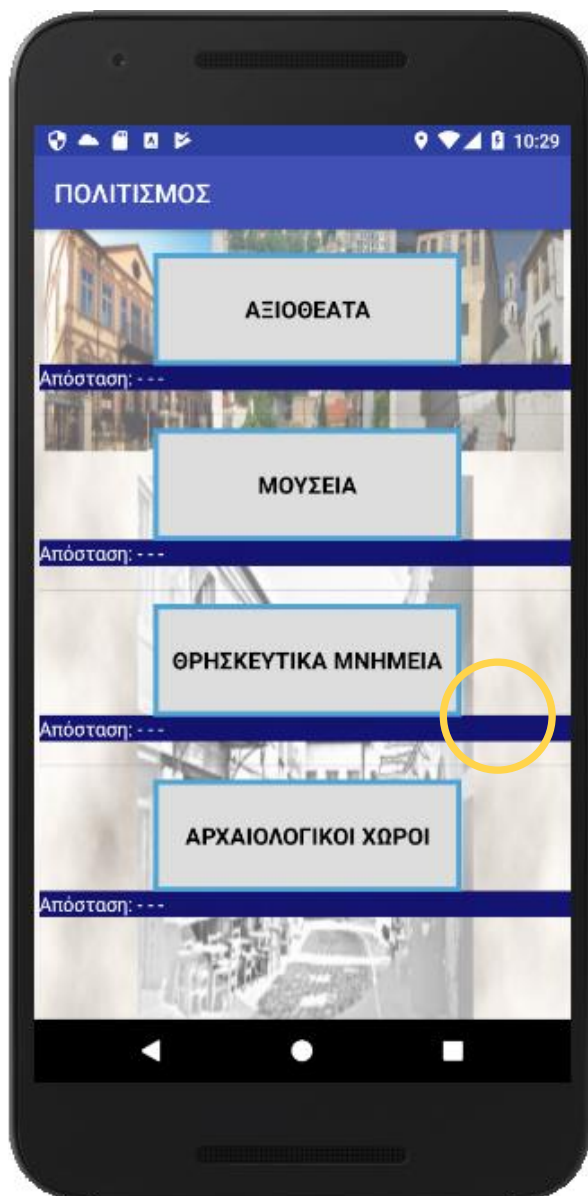 10:29
ΠΟΛΙΤΙΣΜΟΣ
ΑΞΙΟΘΕΑΤΑ
Απόσταση: - - -
ΜΟΥΣΕΙΑ
Απόσταση: - - -
ΘΡΗΣΚΕΥΤΙΚΑ ΜΝΗΜΕΙΑ
Απόσταση: - - -
ΑΡΧΑΙΟΛΟΓΙΚΟΙ ΧΩΡΟΙ
Απόσταση: - - -